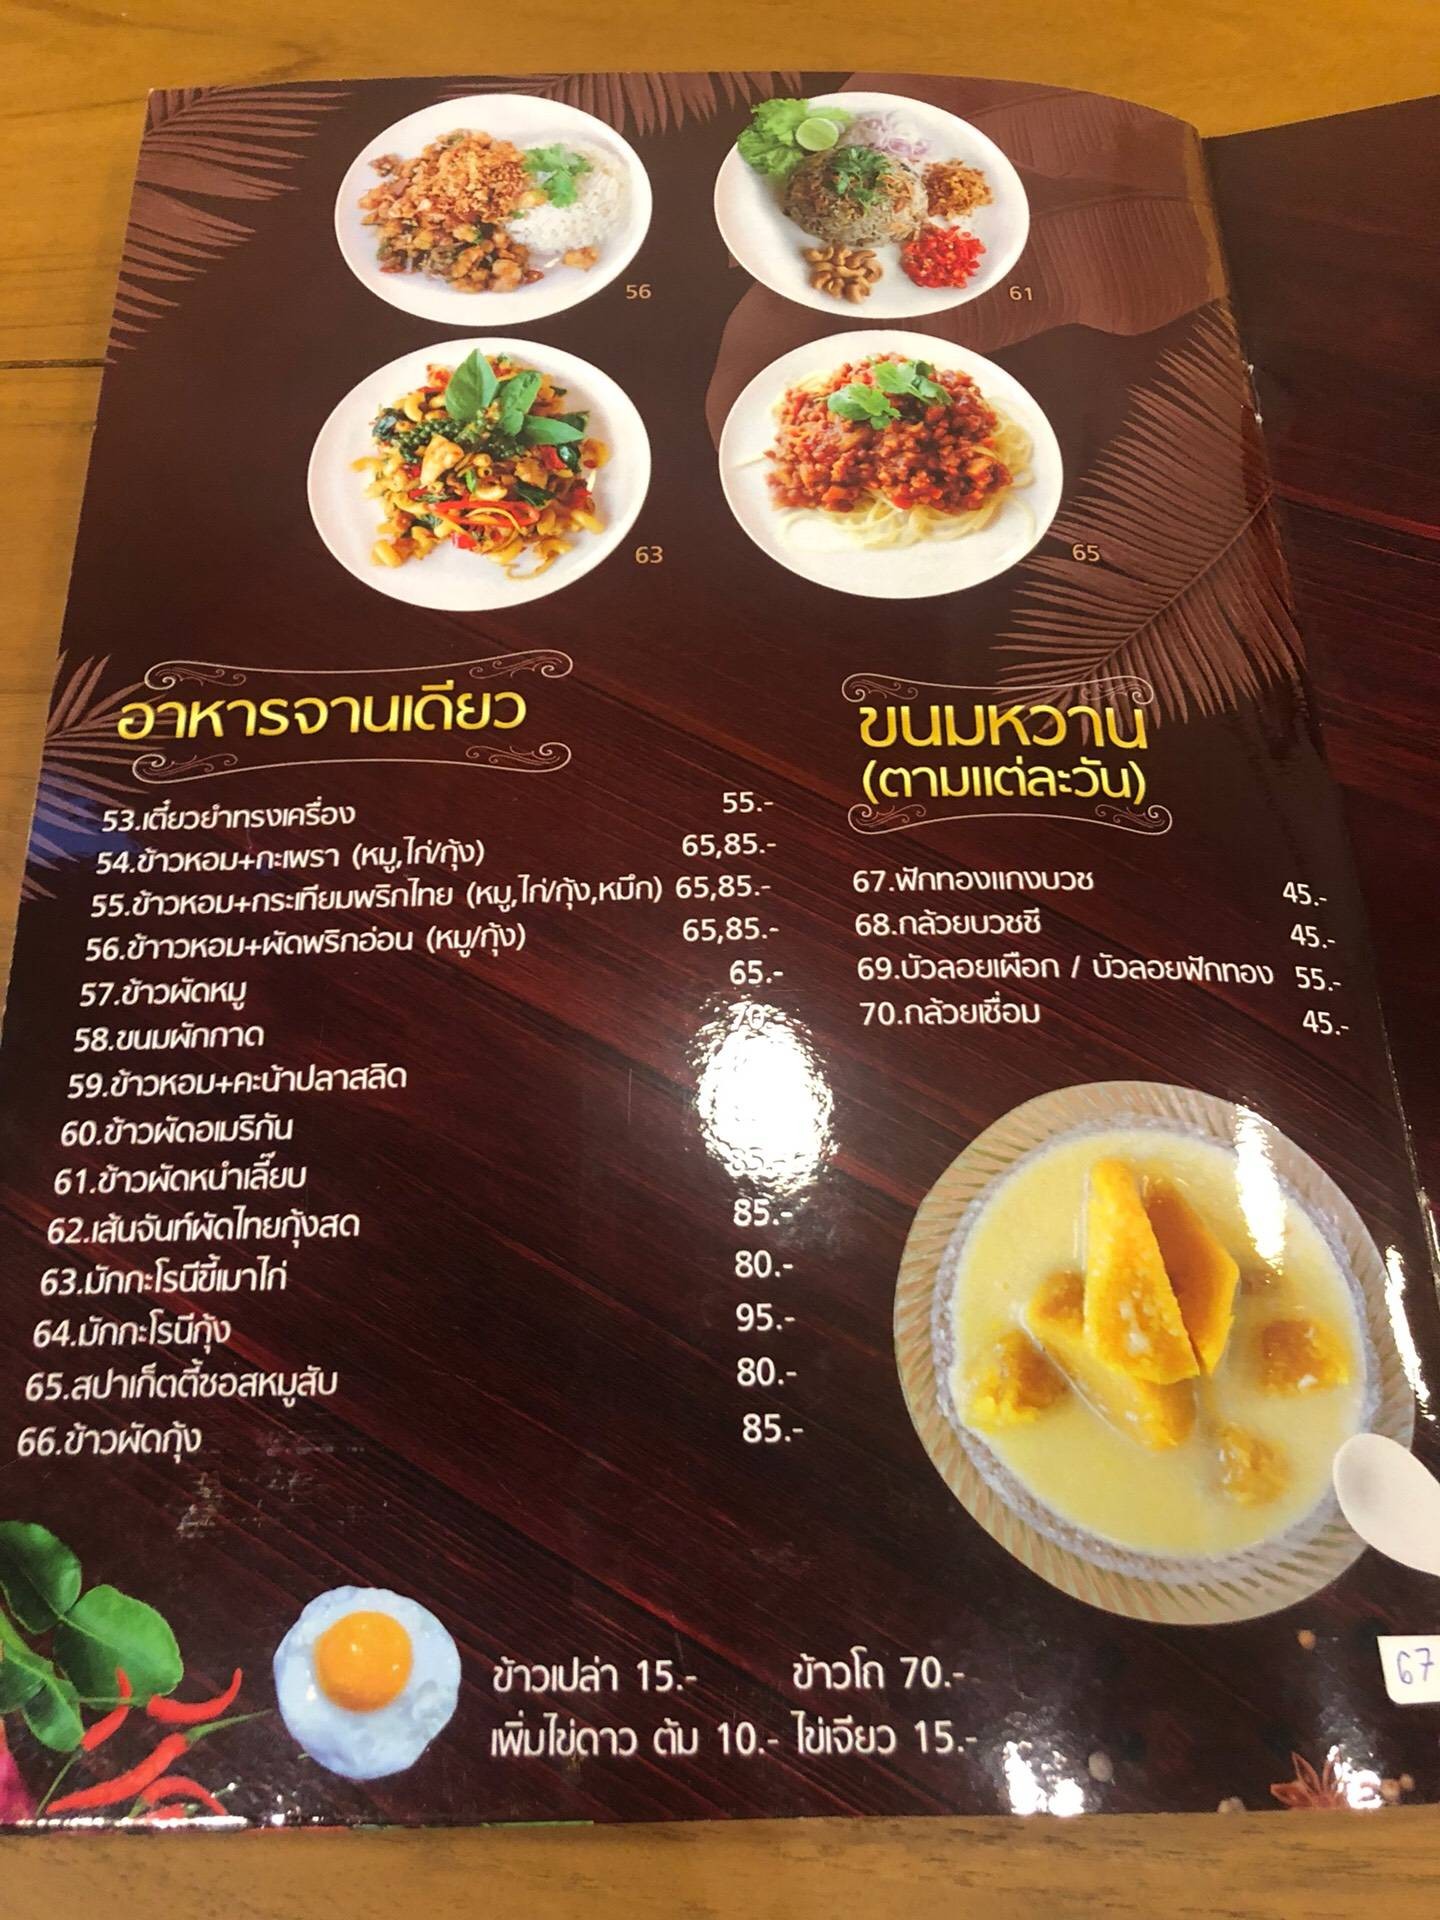 56
61
63
65
อาหารจานเดียว
53.เตี๋ยวยำทรงเครื่อง 55.-
54.ข้าวหอม+กะเพรา (หมู,ไก่/กุ้ง) 65,85.-
55.ข้าวหอม+กระเทียมพริกไทย (หมู,ไก่/กุ้ง,หมึก) 65,85.-
56.ข้าาวหอม+ผัดพริกอ่อน (หมู/กุ้ง) 65,85.-
57.ข้าวผัดหมู 65.-
58.ขนมผักกาด 70.-
59.ข้าวหอม+คะน้าปลาสลิด
60.ข้าวผัดอเมริกัน
61.ข้าวผัดหนำเลี๊ยบ 85.-
62.เส้นจันท์ผัดไทยกุ้งสด 85.-
63.มักกะโรนีขี้เมาไก่ 80.-
64.มักกะโรนีกุ้ง 95.-
65.สปาเก็ตตี้ซอสหมูสับ 80.-
66.ข้าวผัดกุ้ง 85.-
ขนมหวาน
(ตามแต่ละวัน)
67.ฟักทองแกงบวช 45.-
68.กล้วยบวชชี 45.-
69.บัวลอยเผือก / บัวลอยฟักทอง 55.-
70.กล้วยเชื่อม 45.-
ข้าวเปล่า 15.- ข้าวโถ 70.-
เพิ่มไข่ดาว ต้ม 10.- ไข่เจียว 15.-
67